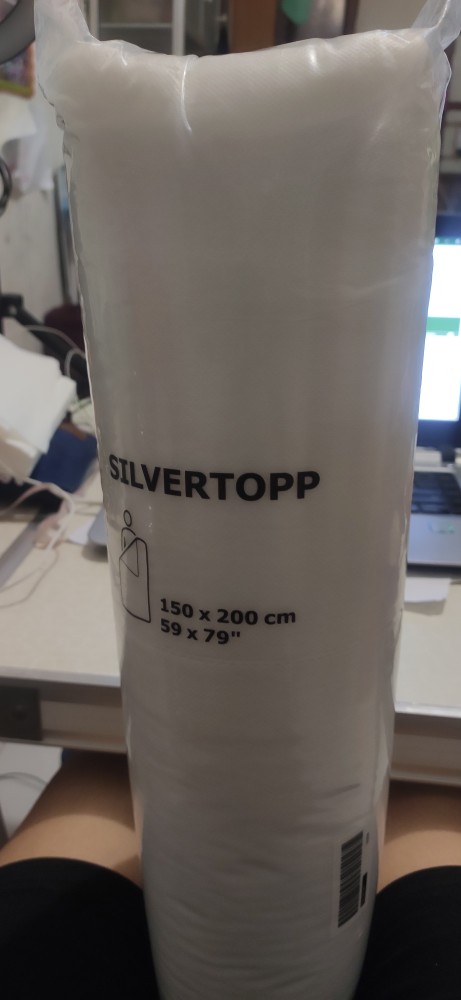 SILVERTOPP
150 x 200 cm
59 x 79"